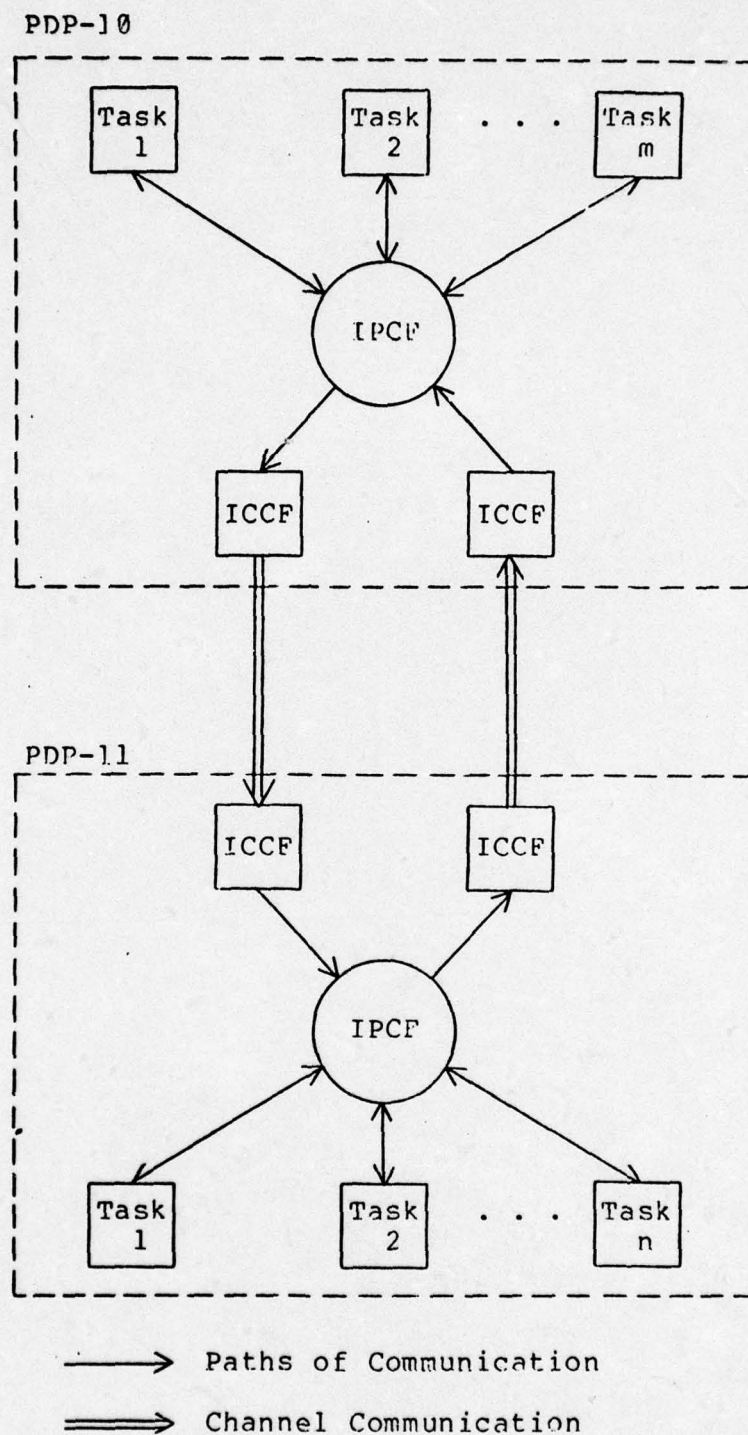 PDP-10
Task
1
Task
2
. . .
Task
m
IPCF
ICCF
ICCF
PDP-11
ICCF
ICCF
IPCF
Task
1
Task
2
. . .
Task
n
Paths of Communication
Channel Communication